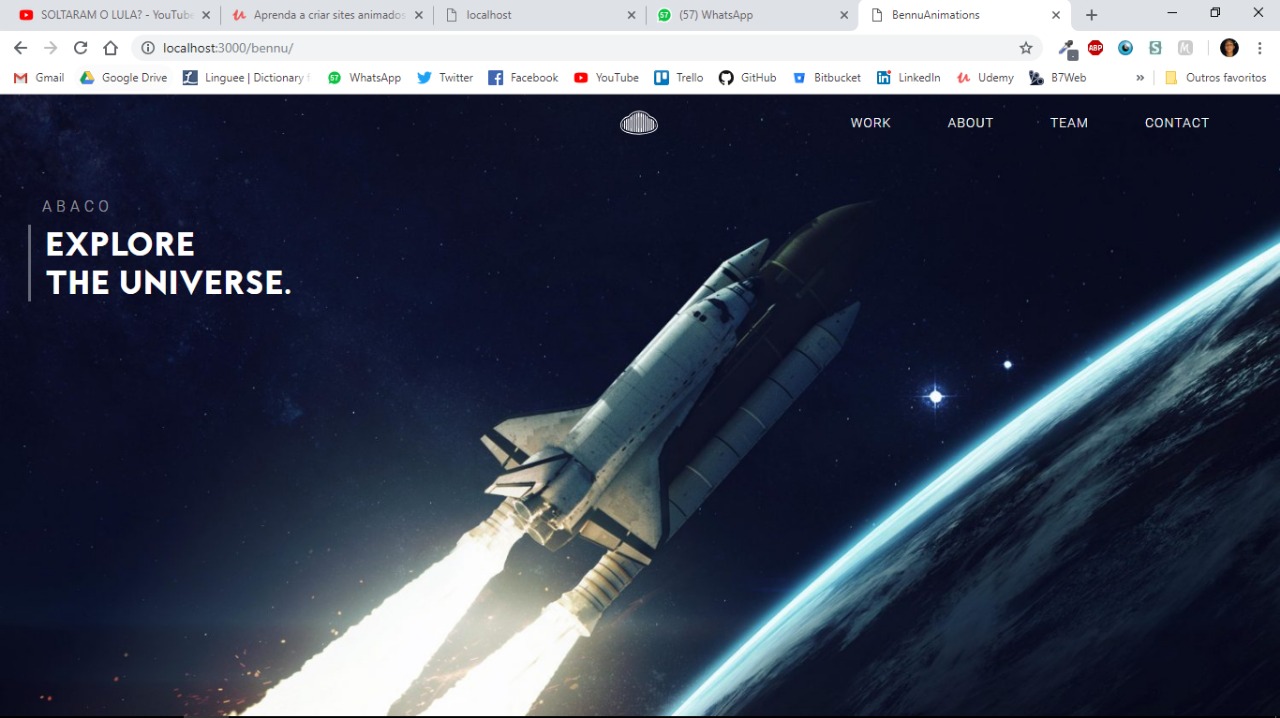 SOLTARAM O LULA? - YouTube
Aprenda a criar sites animados
localhost
(57) WhatsApp
BennuAnimations
localhost:3000/bennu/
ABP
S
M
Gmail
Google Drive
Linguee | Dictionary
WhatsApp
Twitter
Facebook
YouTube
Trello
GitHub
Bitbucket
LinkedIn
Udemy
B7Web
»
Outros favoritos
WORK
ABOUT
TEAM
CONTACT
ABACO
EXPLORE
THE UNIVERSE.